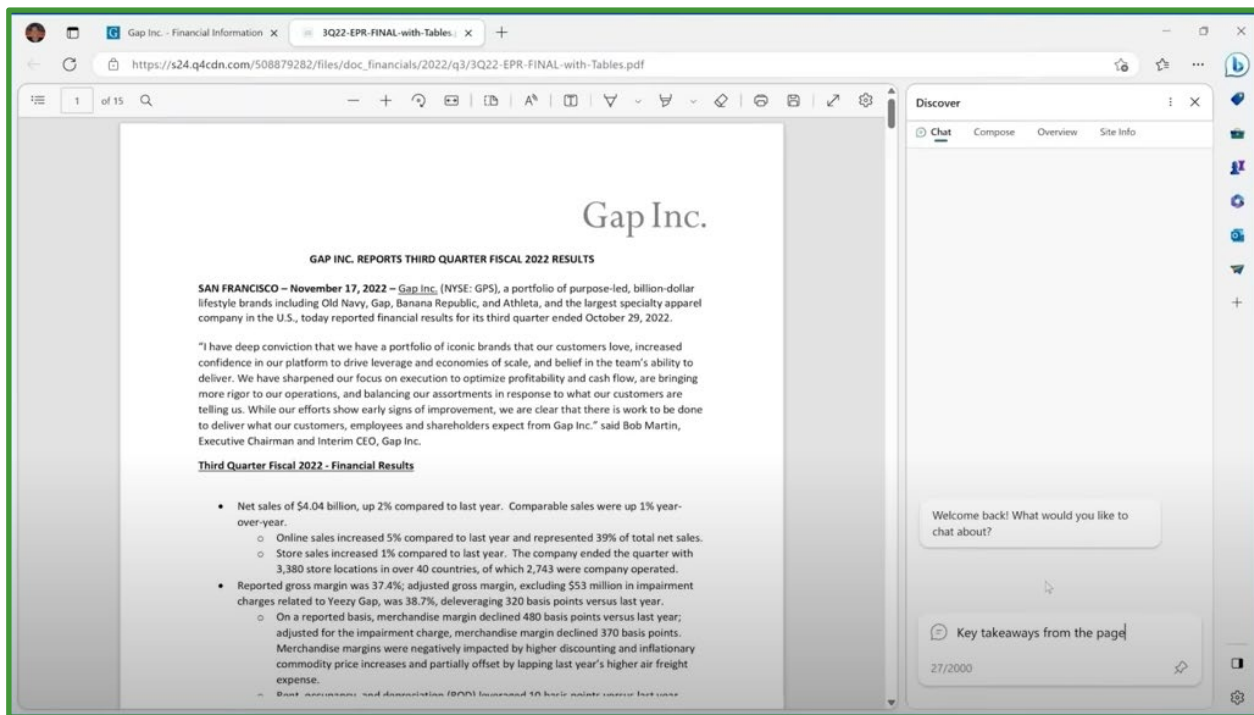 Gap Inc. - Financial Information
3Q22-EPR-FINAL-with-Tables.
https://s24.q4cdn.com/508879282/files/doc_financials/2022/q3/3Q22-EPR-FINAL-with-Tables.pdf
1 of 15
Gap Inc.
GAP INC. REPORTS THIRD QUARTER FISCAL 2022 RESULTS
SAN FRANCISCO – November 17, 2022 – Gap Inc. (NYSE: GPS), a portfolio of purpose-led, billion-dollar
lifestyle brands including Old Navy, Gap, Banana Republic, and Athleta, and the largest specialty apparel
company in the U.S., today reported financial results for its third quarter ended October 29, 2022.
"I have deep conviction that we have a portfolio of iconic brands that our customers love, increased
confidence in our platform to drive leverage and economies of scale, and belief in the team's ability to
deliver. We have sharpened our focus on execution to optimize profitability and cash flow, are bringing
more rigor to our operations, and balancing our assortments in response to what our customers are
telling us. While our efforts show early signs of improvement, we are clear that there is work to be done
to deliver what our customers, employees and shareholders expect from Gap Inc." said Bob Martin,
Executive Chairman and Interim CEO, Gap Inc.
Third Quarter Fiscal 2022 - Financial Results
• Net sales of $4.04 billion, up 2% compared to last year. Comparable sales were up 1% year-
over-year.
o Online sales increased 5% compared to last year and represented 39% of total net sales.
o Store sales increased 1% compared to last year. The company ended the quarter with
3,380 store locations in over 40 countries, of which 2,743 were company operated.
• Reported gross margin was 37.4%; adjusted gross margin, excluding $53 million in impairment
charges related to Yeezy Gap, was 38.7%, deleveraging 320 basis points versus last year.
o On a reported basis, merchandise margin declined 480 basis points versus last year;
adjusted for the impairment charge, merchandise margin declined 370 basis points.
Merchandise margins were negatively impacted by higher discounting and inflationary
commodity price increases and partially offset by lapping last year's higher air freight
expense.
o Rent, occupancy, and depreciation (ROD) leveraged 10 basis points versus last year
Discover
Chat Compose Overview Site Info
Welcome back! What would you like to
chat about?
Key takeaways from the page
27/2000